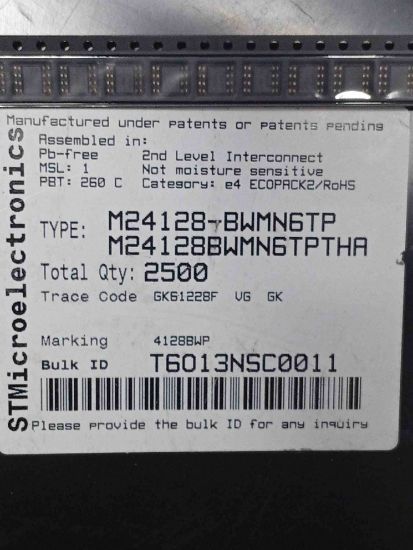 Manufactured under patents or patents pending
Assembled in:
Pb-free 2nd Level Interconnect
MSL: 1 Not moisture sensitive
PBT: 260 C Category: e4 ECOPACK2/RoHS
TYPE: M24128-BWMN6TP
M24128BWMN6TPTHA
Total Qty: 2500
Trace Code GK61228F VG GK
Marking 4128BWP
Bulk ID T6013NSC0011
Please provide the bulk ID for any inquiry
STMicroelectronics